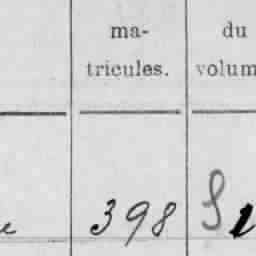 ma- du
tricules. volum
398